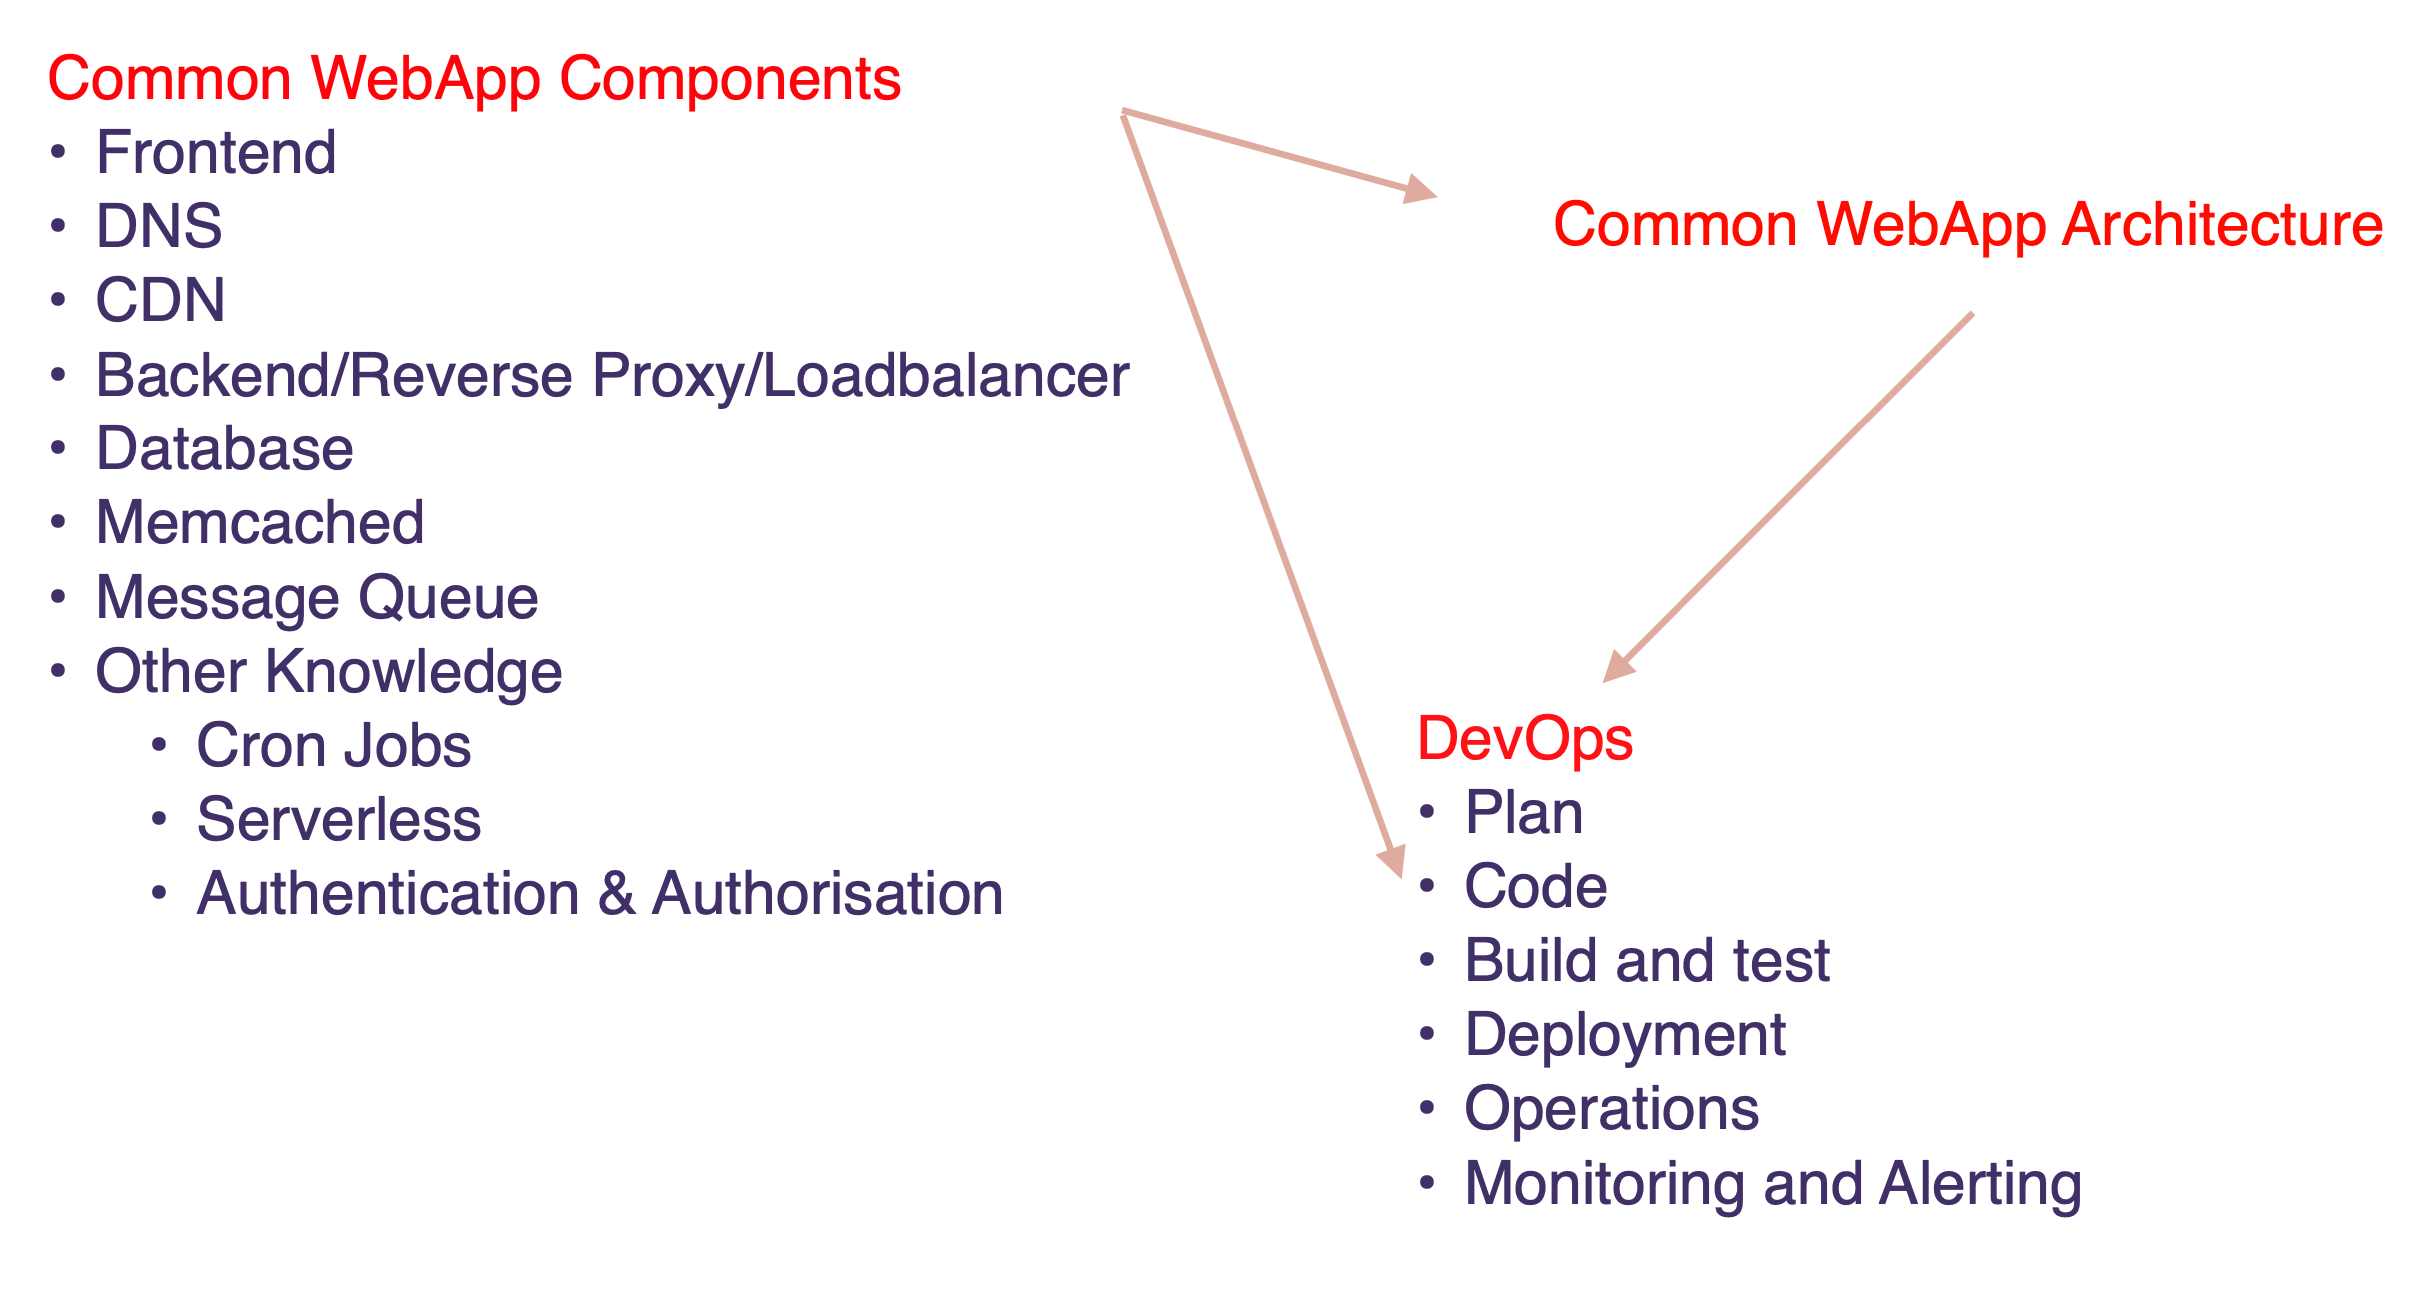 Common WebApp Components
• Frontend
• DNS
• CDN
• Backend/Reverse Proxy/Loadbalancer
• Database
• Memcached
• Message Queue
• Other Knowledge
• Cron Jobs
• Serverless
• Authentication & Authorisation
Common WebApp Architecture
DevOps
• Plan
• Code
• Build and test
• Deployment
• Operations
• Monitoring and Alerting